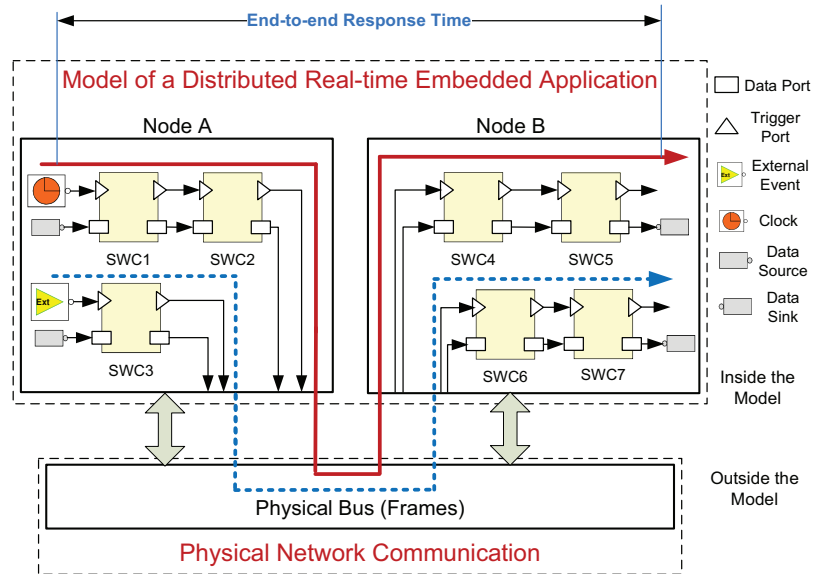 End-to-end Response Time
Model of a Distributed Real-time Embedded Application
Node A
Node B
SWC1
SWC2
SWC4
SWC5
Ext
SWC3
SWC6
SWC7
Data Port
Trigger
Port
Ext
External
Event
Clock
Data
Source
Data
Sink
Inside the
Model
Outside the
Model
Physical Bus (Frames)
Physical Network Communication